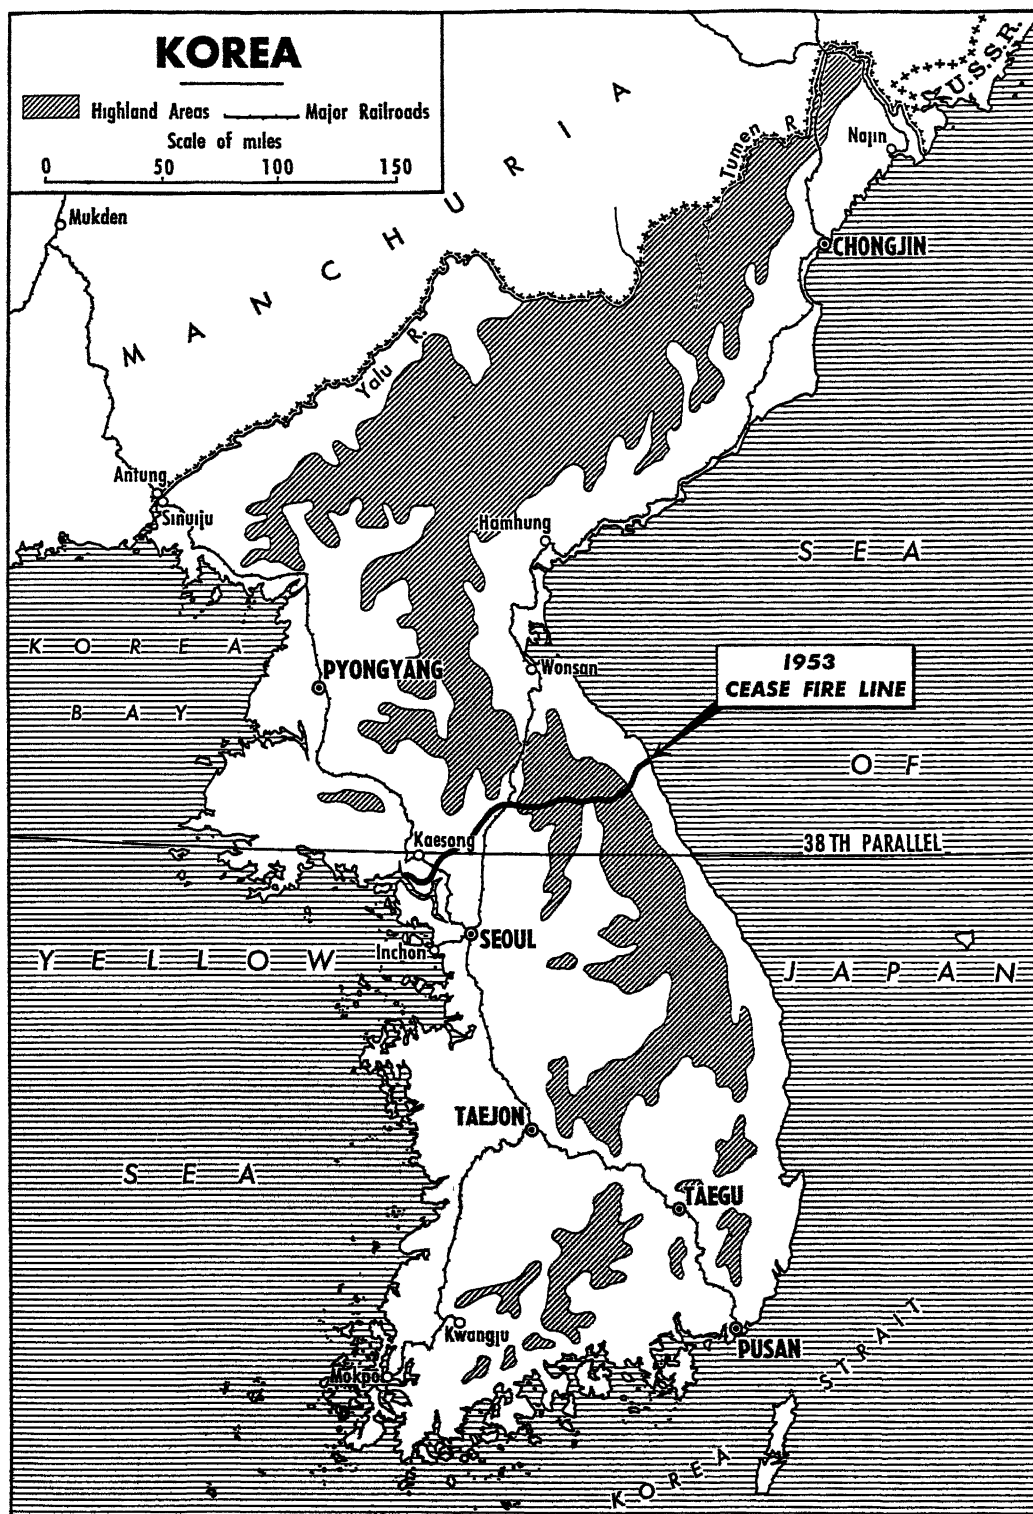 KOREA
Highland Areas Major Railroads
Scale of miles
0 50 100 150
U.S.S.R.
MANCHURIA
Tumen R.
Najin
Mukden
CHONGJIN
Yalu R.
Antung
Sinuiju
Hamhung
SEA
KOREA
BAY
PYONGYANG
Wonsan
1953
CEASE FIRE LINE
OF
Kaesong
38TH PARALLEL
SEOUL
Inchon
YELLOW
JAPAN
TAEJON
SEA
TAEGU
Kwangju
PUSAN
Mokpo
KOREA STRAIT